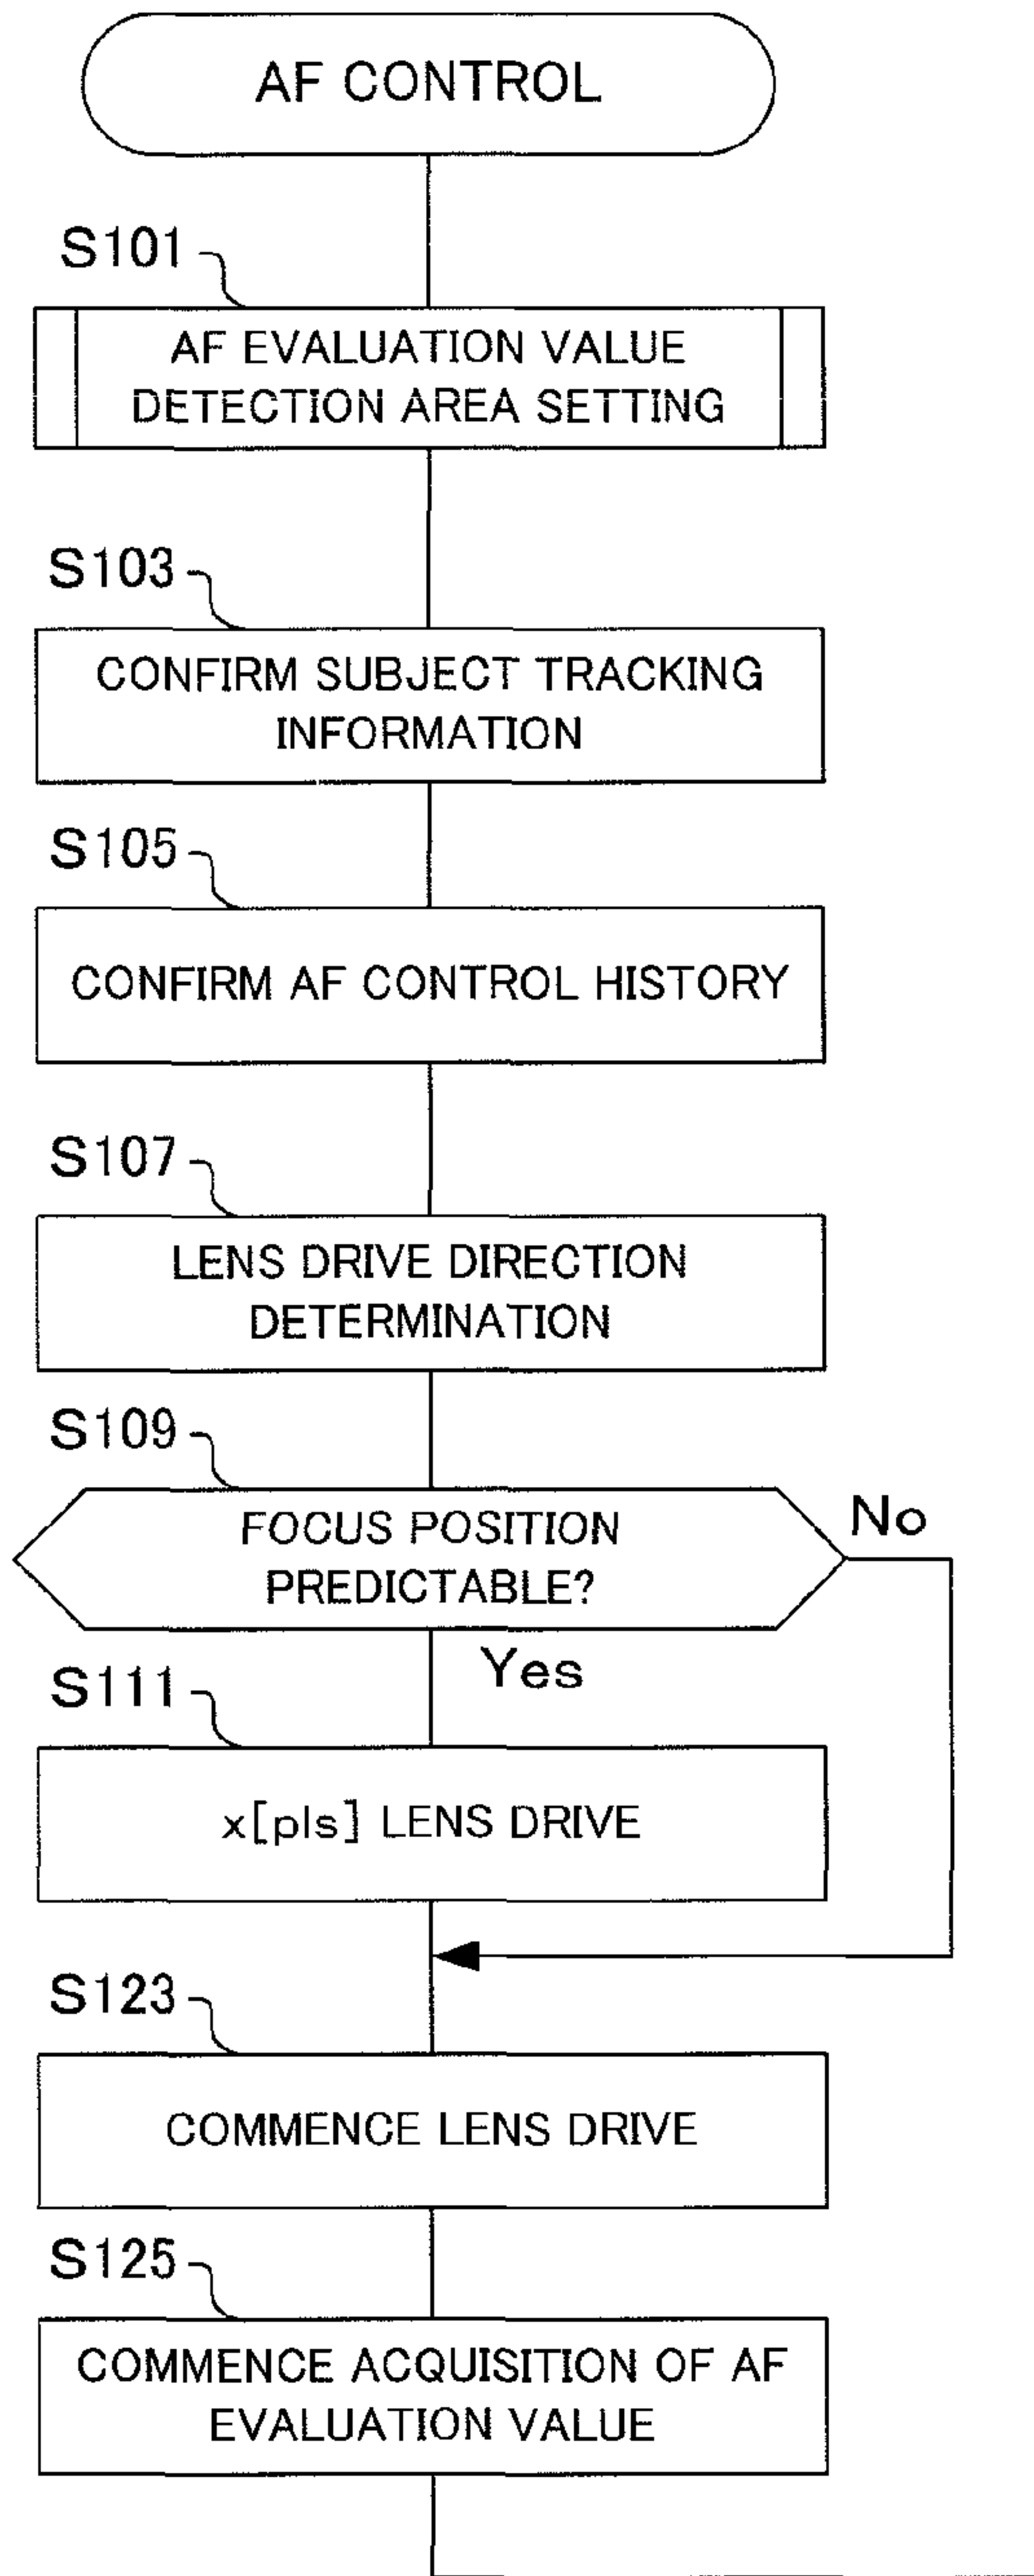 AF CONTROL
S101
AF EVALUATION VALUE
DETECTION AREA SETTING
S103
CONFIRM SUBJECT TRACKING
INFORMATION
S105
CONFIRM AF CONTROL HISTORY
S107
LENS DRIVE DIRECTION
DETERMINATION
S109
FOCUS POSITION
PREDICTABLE?
No
Yes
S111
x[pls] LENS DRIVE
S123
COMMENCE LENS DRIVE
S125
COMMENCE ACQUISITION OF AF
EVALUATION VALUE